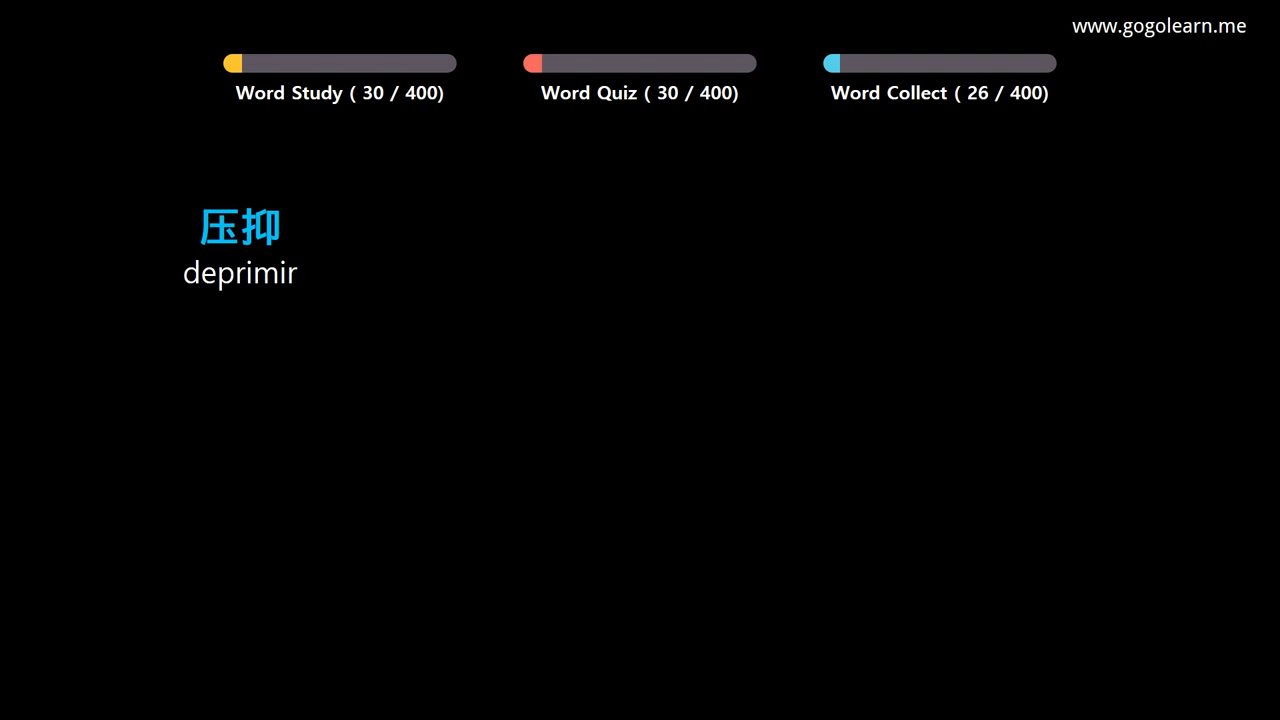 www.gogolearn.me
Word Study ( 30 / 400)
Word Quiz ( 30 / 400)
Word Collect ( 26 / 400)
压抑
deprimir